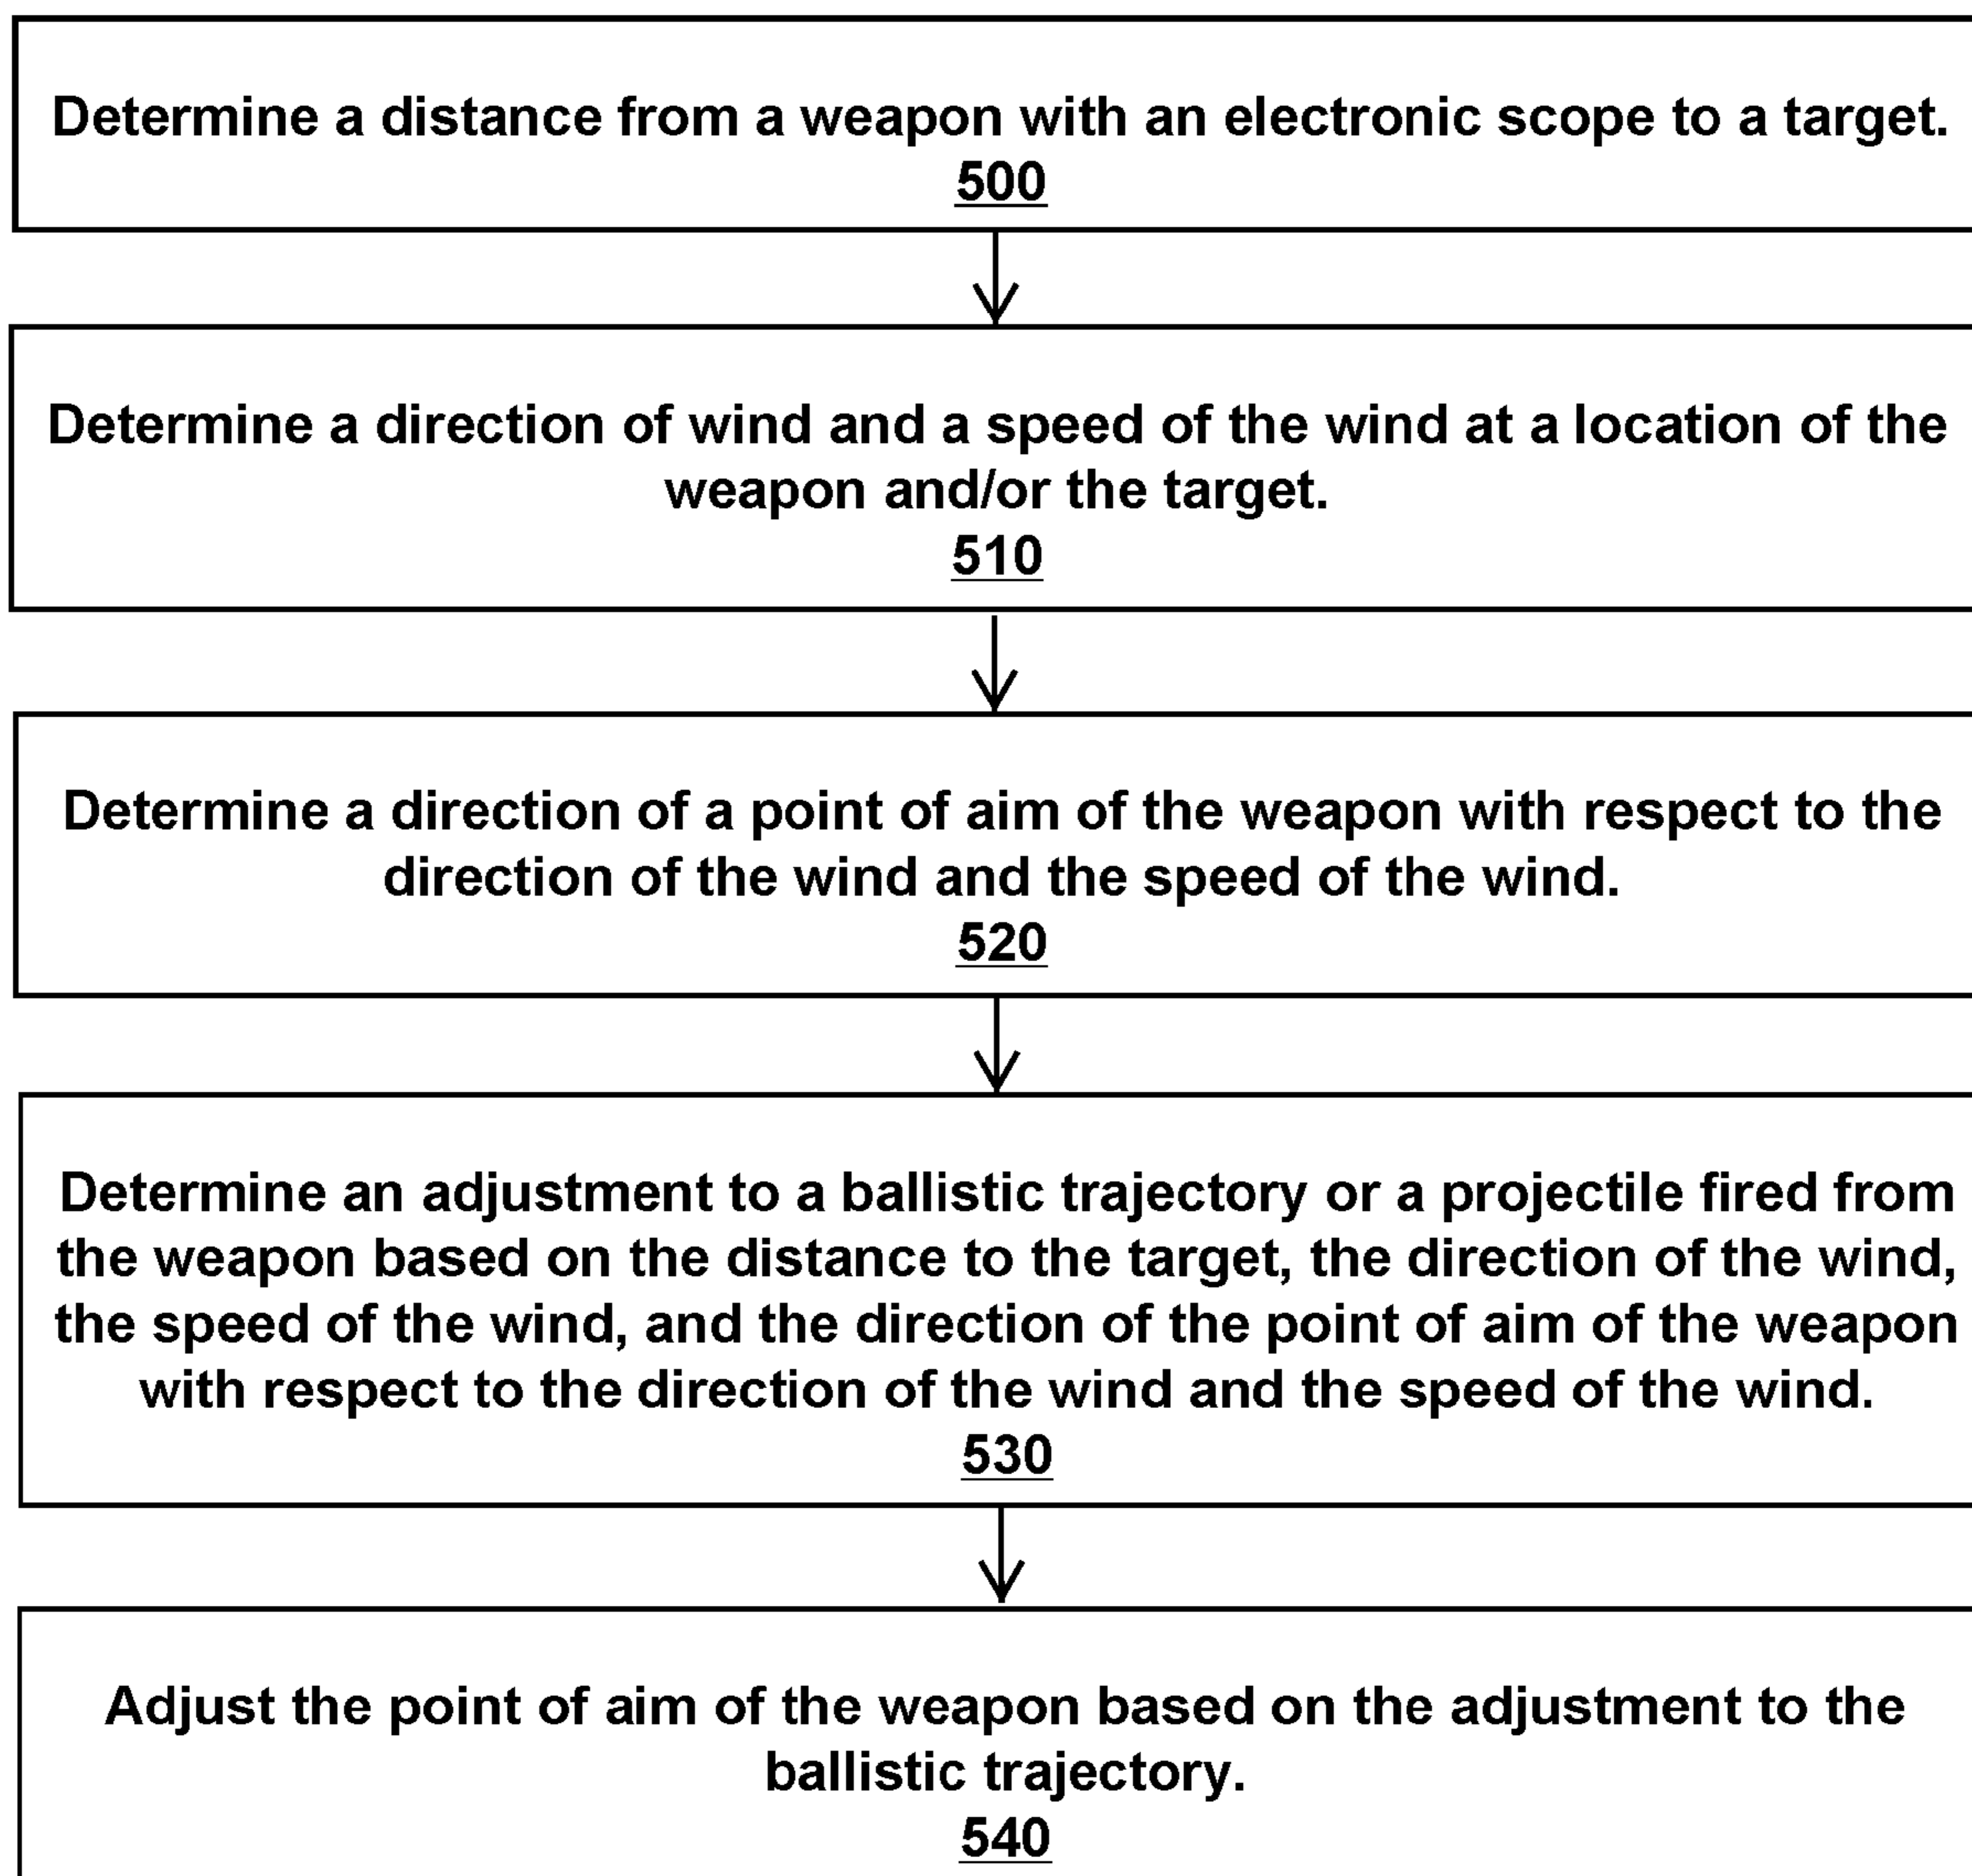 Determine a distance from a weapon with an electronic scope to a target.
500
Determine a direction of wind and a speed of the wind at a location of the
weapon and/or the target.
510
Determine a direction of a point of aim of the weapon with respect to the
direction of the wind and the speed of the wind.
520
Determine an adjustment to a ballistic trajectory or a projectile fired from
the weapon based on the distance to the target, the direction of the wind,
the speed of the wind, and the direction of the point of aim of the weapon
with respect to the direction of the wind and the speed of the wind.
530
Adjust the point of aim of the weapon based on the adjustment to the
ballistic trajectory.
540